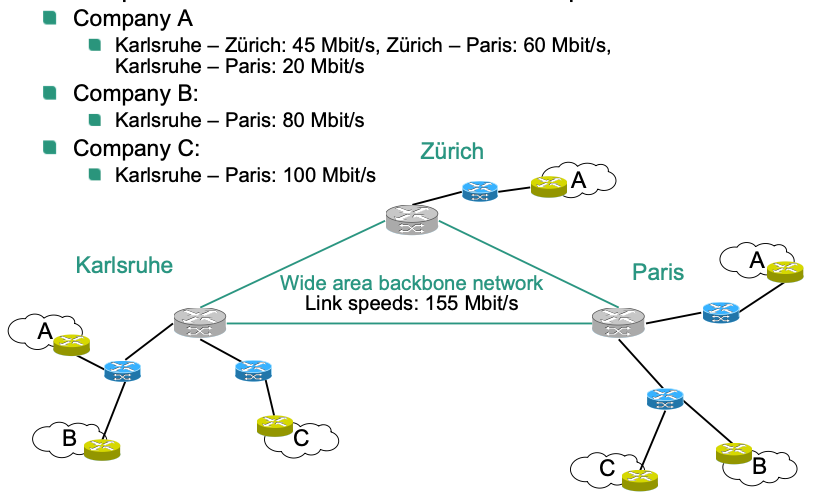 Company A
Karlsruhe – Zürich: 45 Mbit/s, Zürich – Paris: 60 Mbit/s,
Karlsruhe – Paris: 20 Mbit/s
Company B:
Karlsruhe – Paris: 80 Mbit/s
Company C:
Karlsruhe – Paris: 100 Mbit/s
Zürich
A
Karlsruhe
Wide area backbone network
Link speeds: 155 Mbit/s
Paris
A
A
B
C
C
B